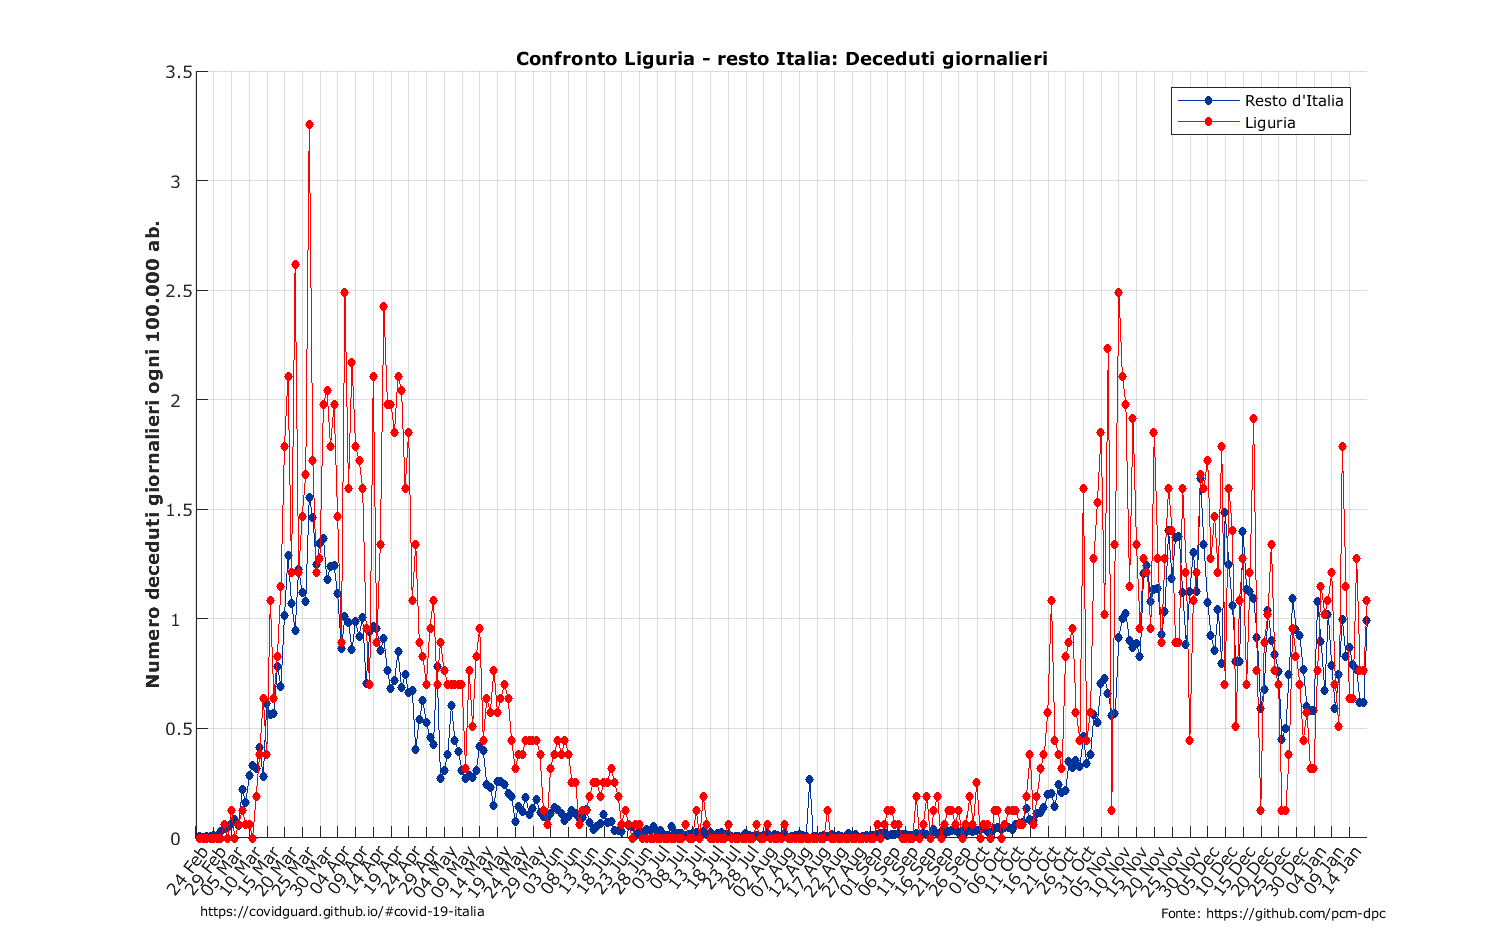 Confronto Liguria - resto Italia: Deceduti giornalieri
Resto d'Italia
Liguria
Numero deceduti giornalieri ogni 100.000 ab.
3.5
3
2.5
2
1.5
1
0.5
0
24 Feb
29 Feb
05 Mar
10 Mar
15 Mar
20 Mar
25 Mar
30 Mar
04 Apr
09 Apr
14 Apr
19 Apr
24 Apr
29 Apr
04 May
09 May
14 May
19 May
24 May
29 May
03 Jun
08 Jun
13 Jun
18 Jun
23 Jun
28 Jun
03 Jul
08 Jul
13 Jul
18 Jul
23 Jul
28 Jul
02 Aug
07 Aug
12 Aug
17 Aug
22 Aug
27 Aug
01 Sep
06 Sep
11 Sep
16 Sep
21 Sep
26 Sep
01 Oct
06 Oct
11 Oct
16 Oct
21 Oct
26 Oct
31 Oct
05 Nov
10 Nov
15 Nov
20 Nov
25 Nov
30 Nov
05 Dec
10 Dec
15 Dec
20 Dec
25 Dec
30 Dec
04 Jan
09 Jan
14 Jan
https://covidguard.github.io/#covid-19-italia
Fonte: https://github.com/pcm-dpc